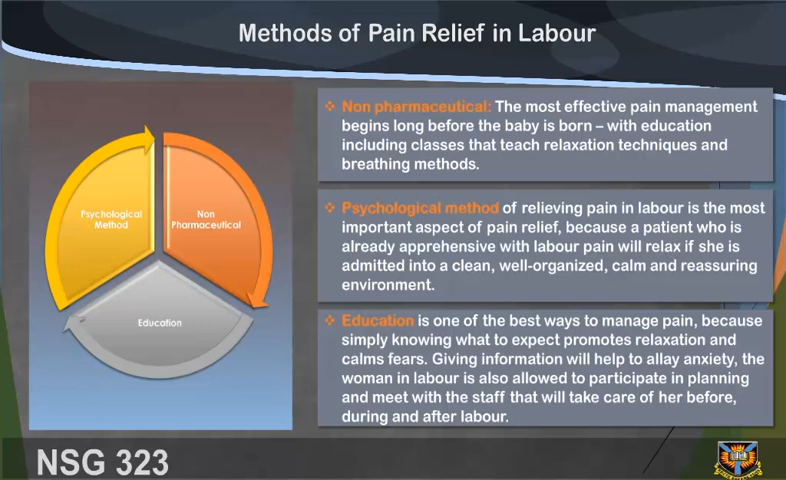 Methods of Pain Relief in Labour
Psychological
Method
Non
Pharmaceutical
Education
❖ Non pharmaceutical: The most effective pain management
begins long before the baby is born – with education
including classes that teach relaxation techniques and
breathing methods.
❖ Psychological method of relieving pain in labour is the most
important aspect of pain relief, because a patient who is
already apprehensive with labour pain will relax if she is
admitted into a clean, well-organized, calm and reassuring
environment.
❖ Education is one of the best ways to manage pain, because
simply knowing what to expect promotes relaxation and
calms fears. Giving information will help to allay anxiety, the
woman in labour is also allowed to participate in planning
and meet with the staff that will take care of her before,
during and after labour.
NSG 323